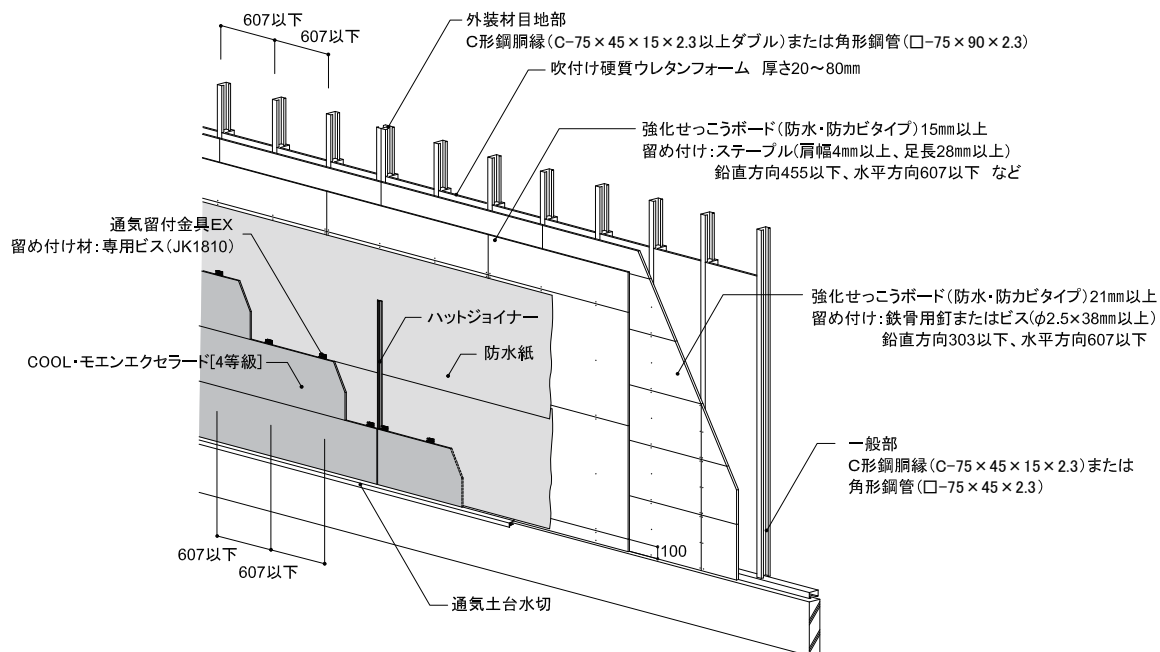 607以下
607以下
外装材目地部
C形鋼胴縁(C-75×45×15×2.3以上ダブル)または角形鋼管(□-75×90×2.3)
吹付け硬質ウレタンフォーム 厚さ20~80mm
強化せっこうボード(防水・防カビタイプ)15mm以上
留め付け:ステープル(肩幅4mm以上、足長28mm以上)
鉛直方向455以下、水平方向607以下 など
通気留付金具EX
留め付け材:専用ビス(JK1810)
強化せっこうボード(防水・防カビタイプ)21mm以上
留め付け:鉄骨用釘またはビス(φ2.5×38mm以上)
鉛直方向303以下、水平方向607以下
ハットジョイナー
防水紙
COOL・モエンエクセラード[4等級]
一般部
C形鋼胴縁(C-75×45×15×2.3)または
角形鋼管(□-75×45×2.3)
100
607以下
607以下
通気土台水切